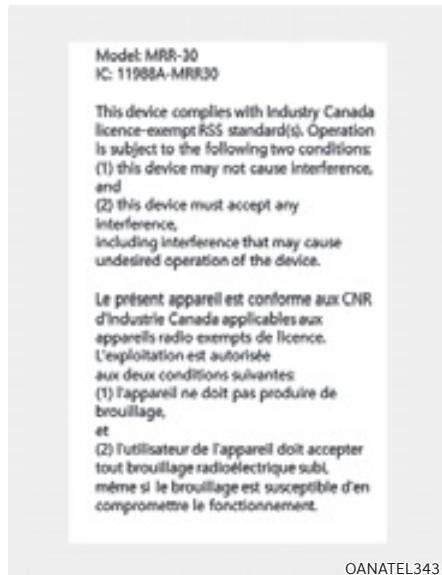 Model: MRR-30
IC: 11988A-MRR30
This device complies with Industry Canada
licence-exempt RSS standard(s). Operation
is subject to the following two conditions:
(1) this device may not cause interference,
and
(2) this device must accept any
interference,
including interference that may cause
undesired operation of the device.
Le présent appareil est conforme aux CNR
d'Industrie Canada applicables aux
appareils radio exempts de licence.
L'exploitation est autorisée
aux deux conditions suivantes:
(1) l'appareil ne doit pas produire de
brouillage,
et
(2) l'utilisateur de l'appareil doit accepter
tout brouillage radioélectrique subi,
même si le brouillage est susceptible d'en
compromettre le fonctionnement.
OANATEL343